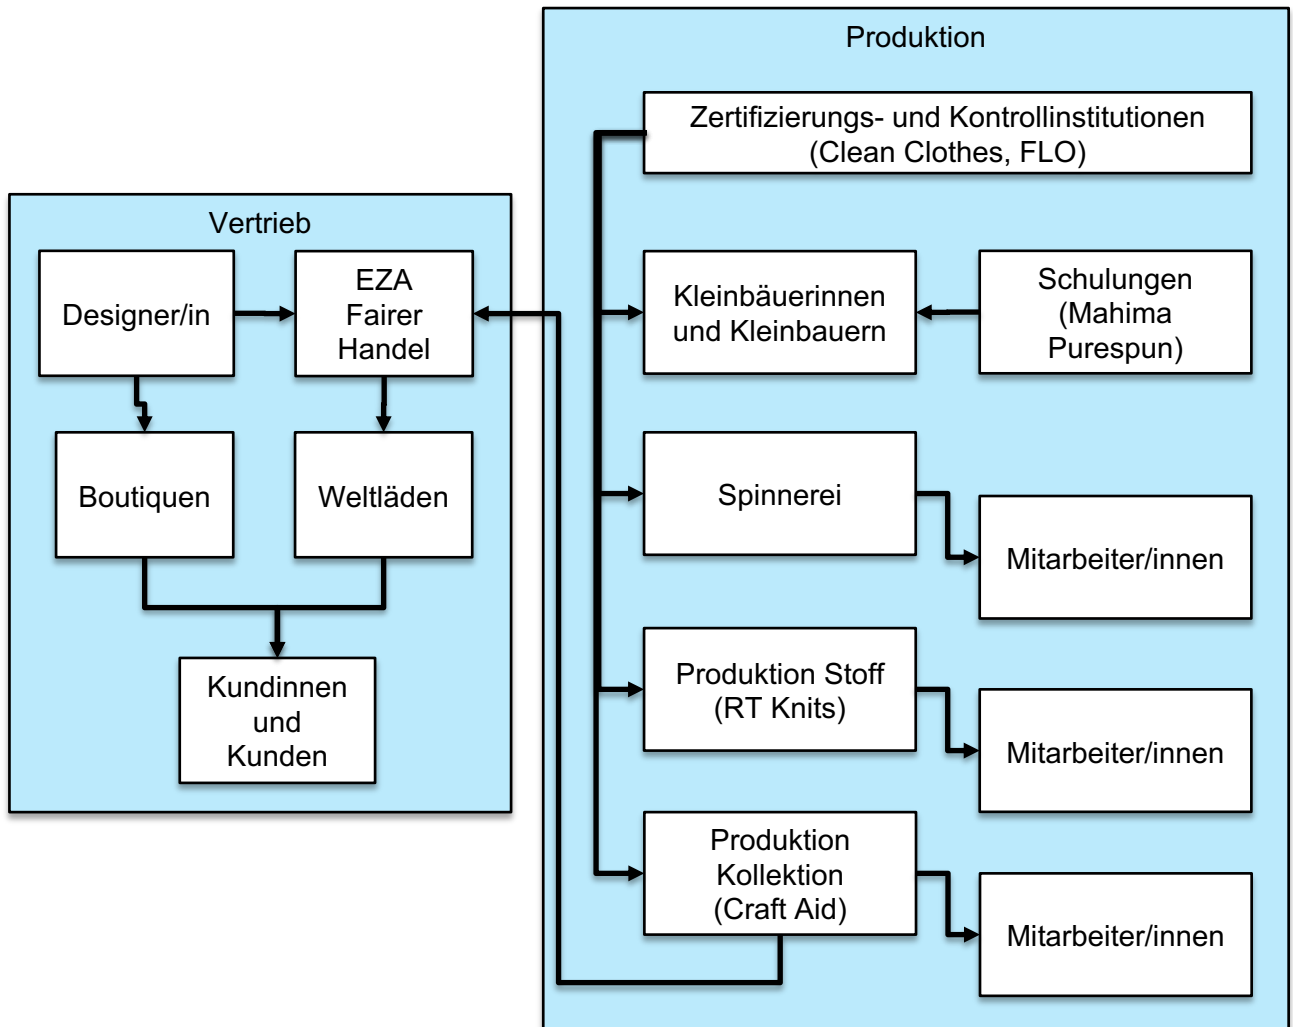 Produktion
Zertifizierungs- und Kontrollinstitutionen
(Clean Clothes, FLO)
Vertrieb
Designer/in
EZA
Fairer
Handel
Kleinbäuerinnen
und Kleinbauern
Schulungen
(Mahima
Purespun)
Boutiquen
Weltläden
Spinnerei
Mitarbeiter/innen
Kundinnen
und
Kunden
Produktion Stoff
(RT Knits)
Mitarbeiter/innen
Produktion
Kollektion
(Craft Aid)
Mitarbeiter/innen